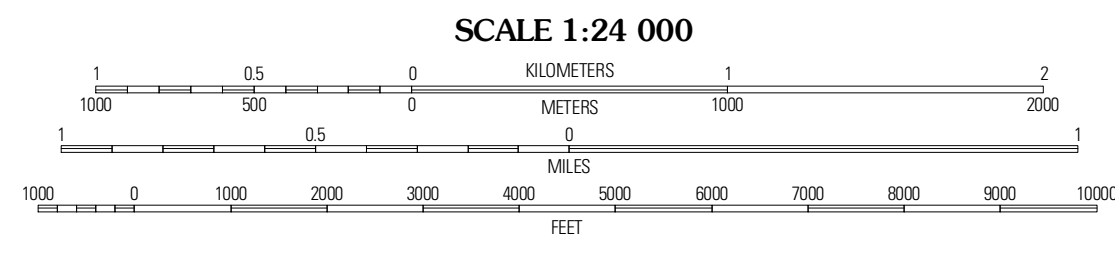 SCALE 1:24 000
1 0.5 0 KILOMETERS 1 2
1000 500 0 METERS 1000 2000
1 0.5 0 1
MILES
1000 0 1000 2000 3000 4000 5000 6000 7000 8000 9000 10000
FEET